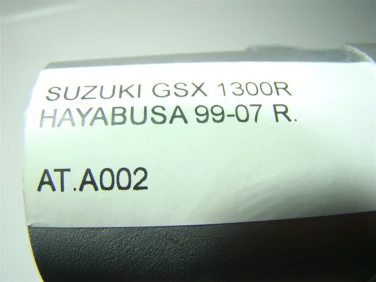 SUZUKI GSX 1300R
HAYABUSA 99-07 R.
AT.A002